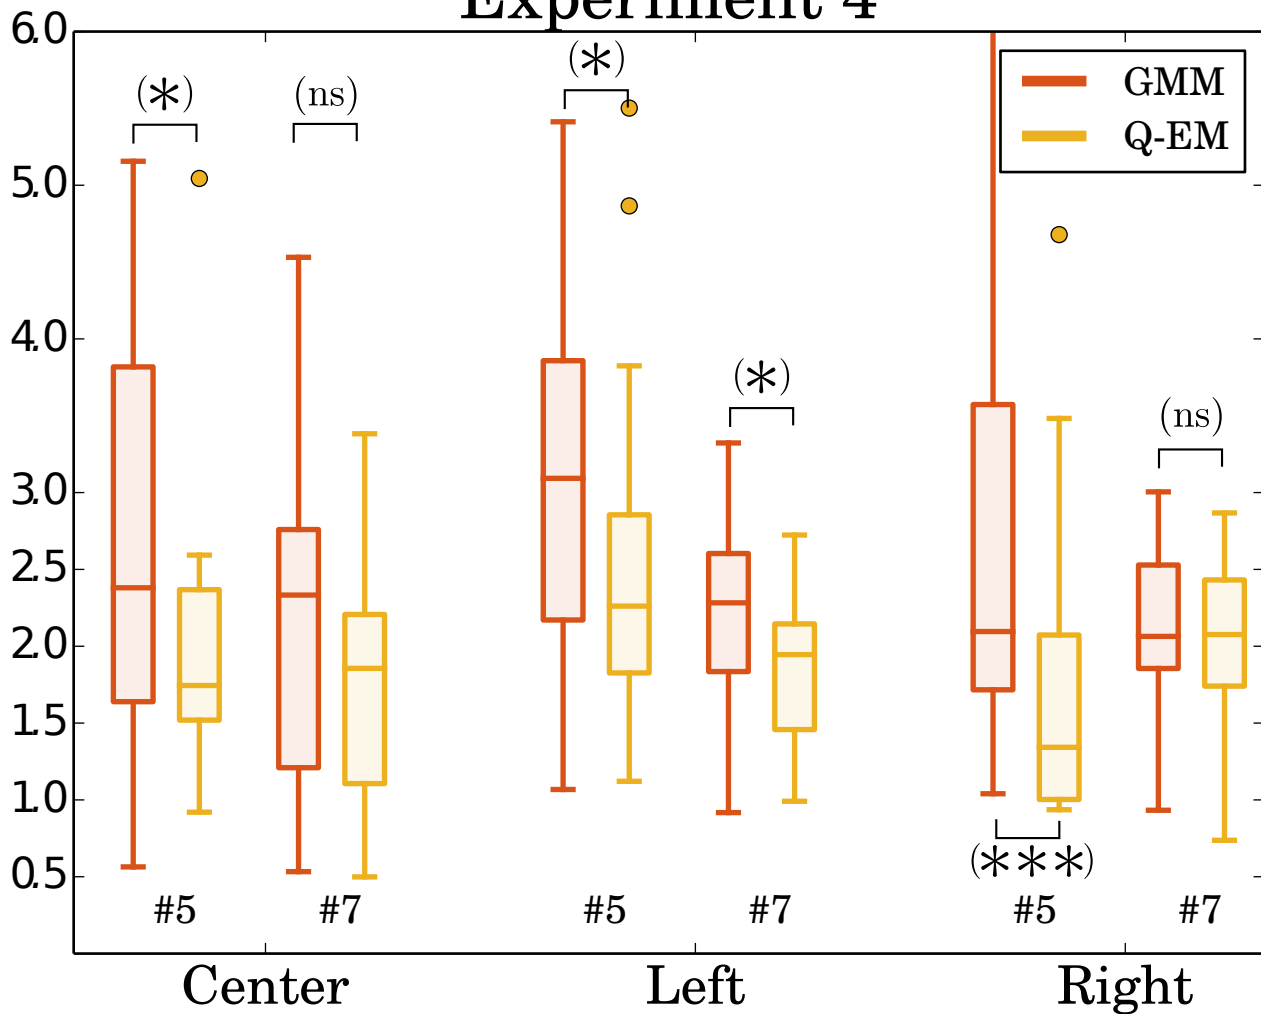 Experiment 4
6.0
5.0
4.0
3.0
2.5
2.0
1.5
1.0
0.5
(*)
(ns)
(*)
(*)
(***)
(ns)
GMM
Q-EM
#5 #7 #5 #7 #5 #7
Center Left Right